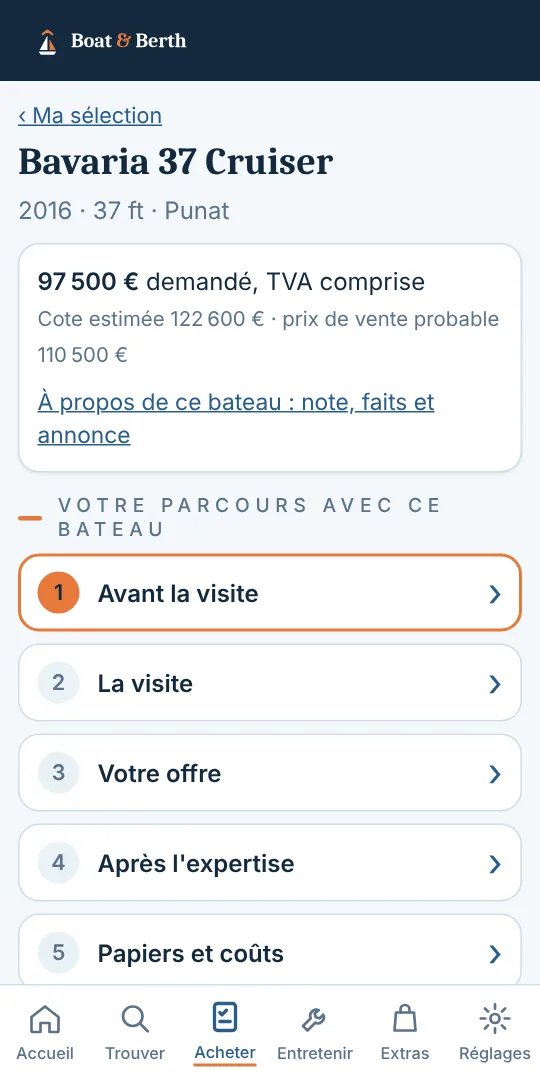 Boat & Berth
‹ Ma sélection
Bavaria 37 Cruiser
2016 · 37 ft · Punat
97 500 € demandé, TVA comprise
Cote estimée 122 600 € · prix de vente probable
110 500 €
À propos de ce bateau : note, faits et
annonce
VOTRE PARCOURS AVEC CE
BATEAU
1 Avant la visite ›
2 La visite ›
3 Votre offre ›
4 Après l'expertise ›
5 Papiers et coûts ›
Accueil Trouver Acheter Entretenir Extras Réglages